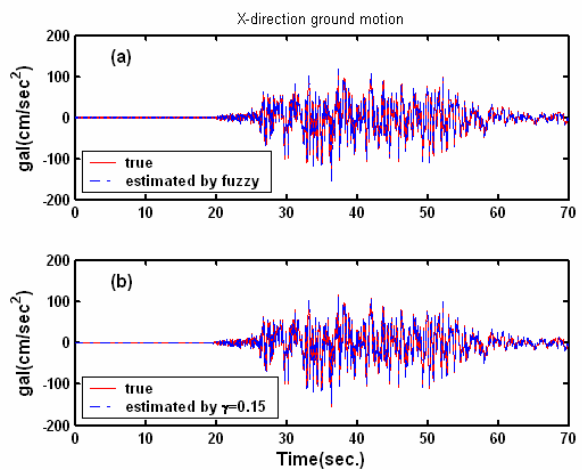 X-direction ground motion
200
100
0
-100
-200
gal(cm/sec²)
(a)
true
estimated by fuzzy
0 10 20 30 40 50 60 70
200
100
0
-100
-200
gal(cm/sec²)
(b)
true
estimated by γ=0.15
0 10 20 30 40 50 60 70
Time(sec.)